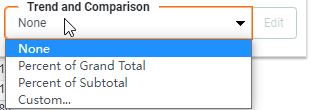 Trend and Comparison
None
Edit
None
Percent of Grand Total
Percent of Subtotal
Custom...